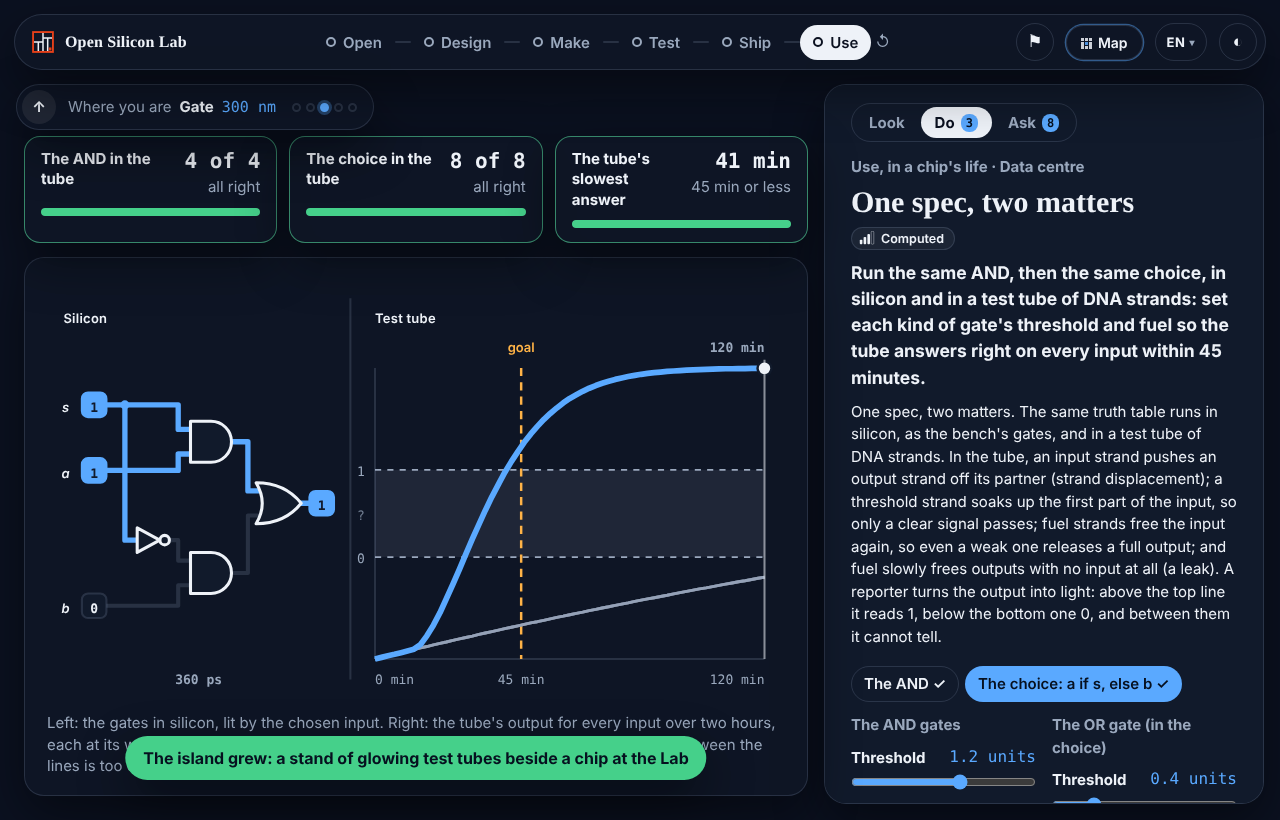 Open Silicon Lab
Open
Design
Make
Test
Ship
Use
Map
EN
Where you are Gate 300 nm
The AND in the tube
4 of 4
all right
The choice in the tube
8 of 8
all right
The tube's slowest answer
41 min
45 min or less
Silicon
Test tube
goal
120 min
s 1
a 1
b 0
1
360 ps
1
?
0
0 min
45 min
120 min
Left: the gates in silicon, lit by the chosen input. Right: the tube's output for every input over two hours,
each at its
ween the
lines is too
The island grew: a stand of glowing test tubes beside a chip at the Lab
Look
Do 3
Ask 8
Use, in a chip's life · Data centre
One spec, two matters
Computed
Run the same AND, then the same choice, in
silicon and in a test tube of DNA strands: set
each kind of gate's threshold and fuel so the
tube answers right on every input within 45
minutes.
One spec, two matters. The same truth table runs in
silicon, as the bench's gates, and in a test tube of
DNA strands. In the tube, an input strand pushes an
output strand off its partner (strand displacement); a
threshold strand soaks up the first part of the input, so
only a clear signal passes; fuel strands free the input
again, so even a weak one releases a full output; and
fuel slowly frees outputs with no input at all (a leak). A
reporter turns the output into light: above the top line
it reads 1, below the bottom one 0, and between them
it cannot tell.
The AND ✓
The choice: a if s, else b ✓
The AND gates
Threshold 1.2 units
The OR gate (in the
choice)
Threshold 0.4 units